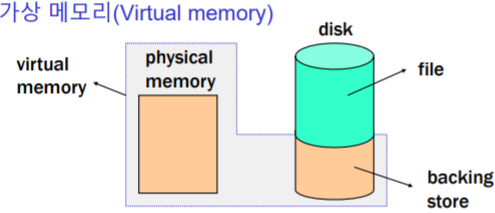 가상 메모리(Virtual memory)
disk
physical
memory
virtual
memory
file
backing
store